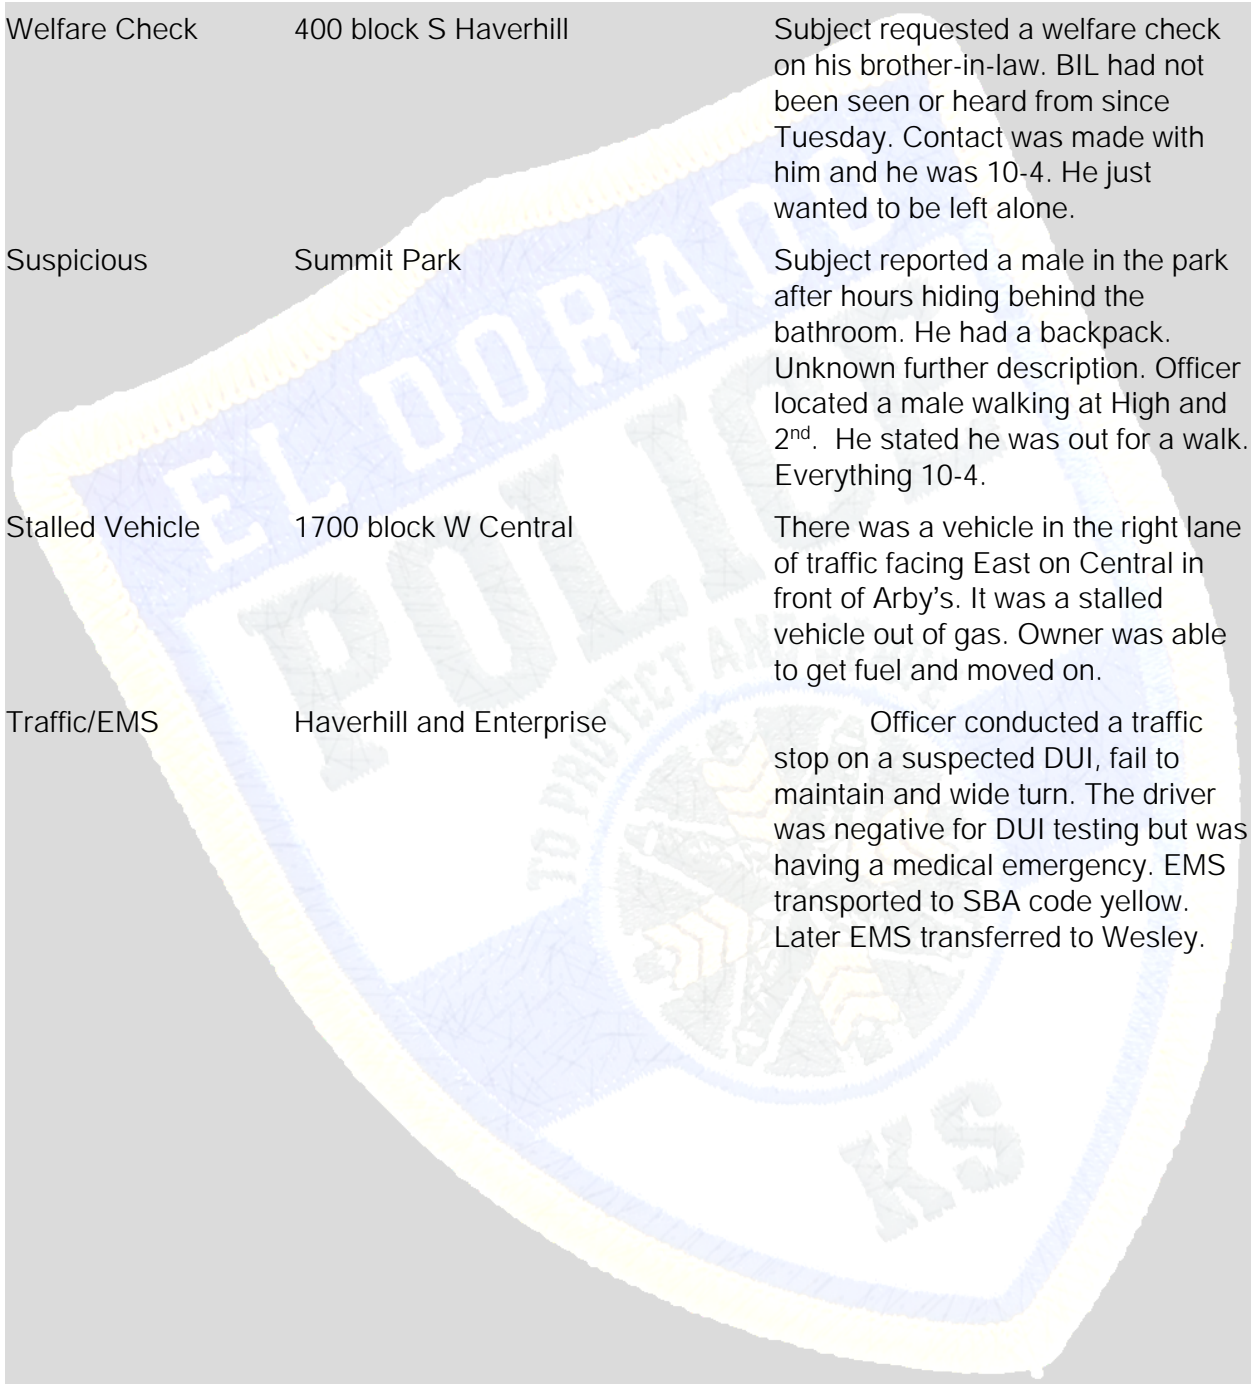 Welfare Check 400 block S Haverhill Subject requested a welfare check
on his brother-in-law. BIL had not
been seen or heard from since
Tuesday. Contact was made with
him and he was 10-4. He just
wanted to be left alone.
Suspicious Summit Park Subject reported a male in the park
after hours hiding behind the
bathroom. He had a backpack.
Unknown further description. Officer
located a male walking at High and
2nd. He stated he was out for a walk.
Everything 10-4.
Stalled Vehicle 1700 block W Central There was a vehicle in the right lane
of traffic facing East on Central in
front of Arby's. It was a stalled
vehicle out of gas. Owner was able
to get fuel and moved on.
Traffic/EMS Haverhill and Enterprise Officer conducted a traffic
stop on a suspected DUI, fail to
maintain and wide turn. The driver
was negative for DUI testing but was
having a medical emergency. EMS
transported to SBA code yellow.
Later EMS transferred to Wesley.
EL DORADO
POLICE
TO PROTECT AND SERVE
KS